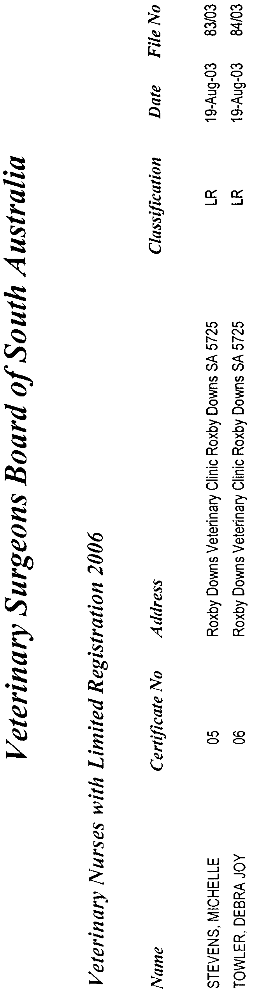 Veterinary Surgeons Board of South Australia
Veterinary Nurses with Limited Registration 2006
Name Certificate No Address Classification Date File No
STEVENS, MICHELLE 05 Roxby Downs Veterinary Clinic Roxby Downs SA 5725 LR 19-Aug-03 83/03
TOWLER, DEBRA JOY 06 Roxby Downs Veterinary Clinic Roxby Downs SA 5725 LR 19-Aug-03 84/03